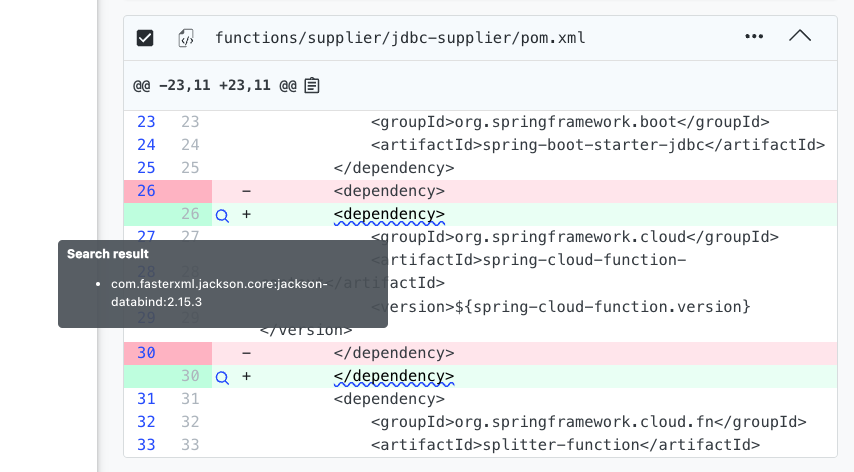 functions/supplier/jdbc-supplier/pom.xml
@@ -23,11 +23,11 @@
23 23 <groupId>org.springframework.boot</groupId>
24 24 <artifactId>spring-boot-starter-jdbc</artifactId>
25 25 </dependency>
26 - <dependency>
26 + <dependency>
27 27 <groupId>org.springframework.cloud</groupId>
Search result
<artifactId>spring-cloud-function-
28 28 </artifactId>
• com.fasterxml.jackson.core:jackson-
databind:2.15.3
29 29 <version>${spring-cloud-function.version}
</version>
30 - </dependency>
30 + </dependency>
31 31 <dependency>
32 32 <groupId>org.springframework.cloud.fn</groupId>
33 33 <artifactId>splitter-function</artifactId>